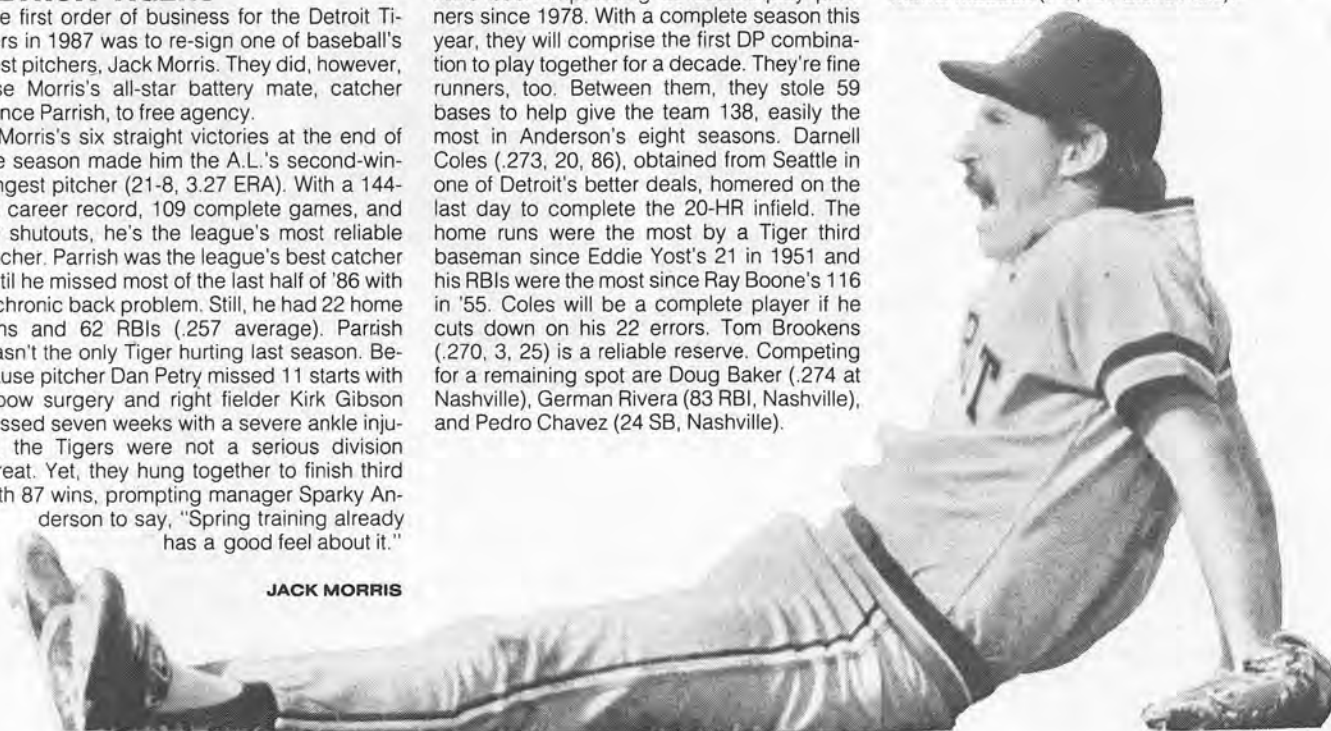 e first order of business for the Detroit Ti-
rs in 1987 was to re-sign one of baseball's
st pitchers, Jack Morris. They did, however,
se Morris's all-star battery mate, catcher
nce Parrish, to free agency.
Morris's six straight victories at the end of
e season made him the A.L.'s second-win-
ngest pitcher (21-8, 3.27 ERA). With a 144-
career record, 109 complete games, and
shutouts, he's the league's most reliable
cher. Parrish was the league's best catcher
til he missed most of the last half of '86 with
chronic back problem. Still, he had 22 home
ns and 62 RBIs (.257 average). Parrish
asn't the only Tiger hurting last season. Be-
use pitcher Dan Petry missed 11 starts with
bow surgery and right fielder Kirk Gibson
ssed seven weeks with a severe ankle inju-
the Tigers were not a serious division
reat. Yet, they hung together to finish third
th 87 wins, prompting manager Sparky An-
derson to say, "Spring training already
has a good feel about it."
JACK MORRIS
ners since 1978. With a complete season this
year, they will comprise the first DP combina-
tion to play together for a decade. They're fine
runners, too. Between them, they stole 59
bases to help give the team 138, easily the
most in Anderson's eight seasons. Darnell
Coles (.273, 20, 86), obtained from Seattle in
one of Detroit's better deals, homered on the
last day to complete the 20-HR infield. The
home runs were the most by a Tiger third
baseman since Eddie Yost's 21 in 1951 and
his RBIs were the most since Ray Boone's 116
in '55. Coles will be a complete player if he
cuts down on his 22 errors. Tom Brookens
(.270, 3, 25) is a reliable reserve. Competing
for a remaining spot are Doug Baker (.274 at
Nashville), German Rivera (83 RBI, Nashville),
and Pedro Chavez (24 SB, Nashville).